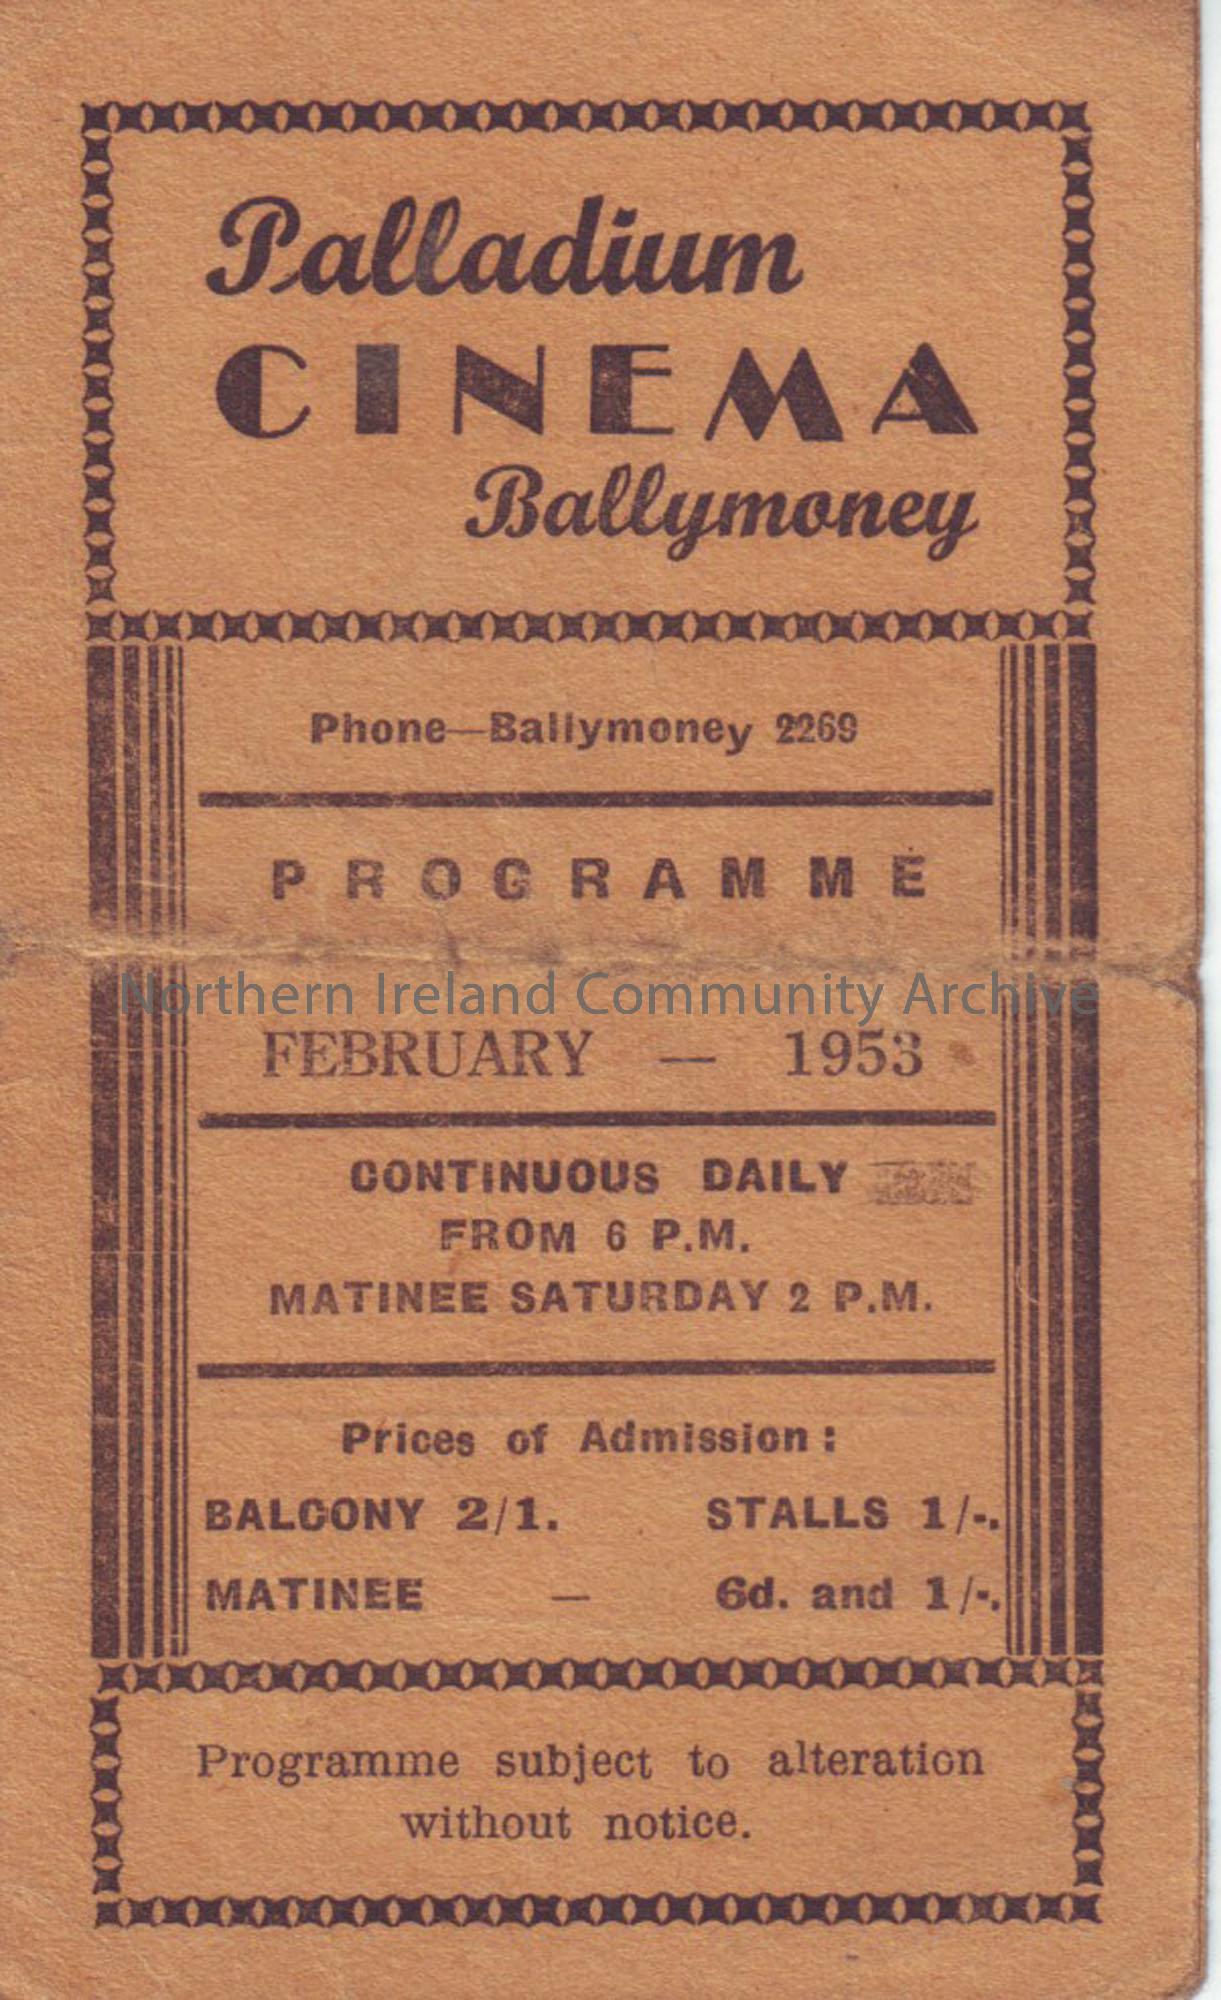 Palladium
CINEMA
Ballymoney
Phone—Ballymoney 2269
PROGRAMME
Northern Ireland Community Archive
FEBRUARY — 1953
CONTINUOUS DAILY
FROM 6 P.M.
MATINEE SATURDAY 2 P.M.
Prices of Admission:
BALCONY 2/1. STALLS 1/-.
MATINEE — 6d. and 1/-.
Programme subject to alteration
without notice.